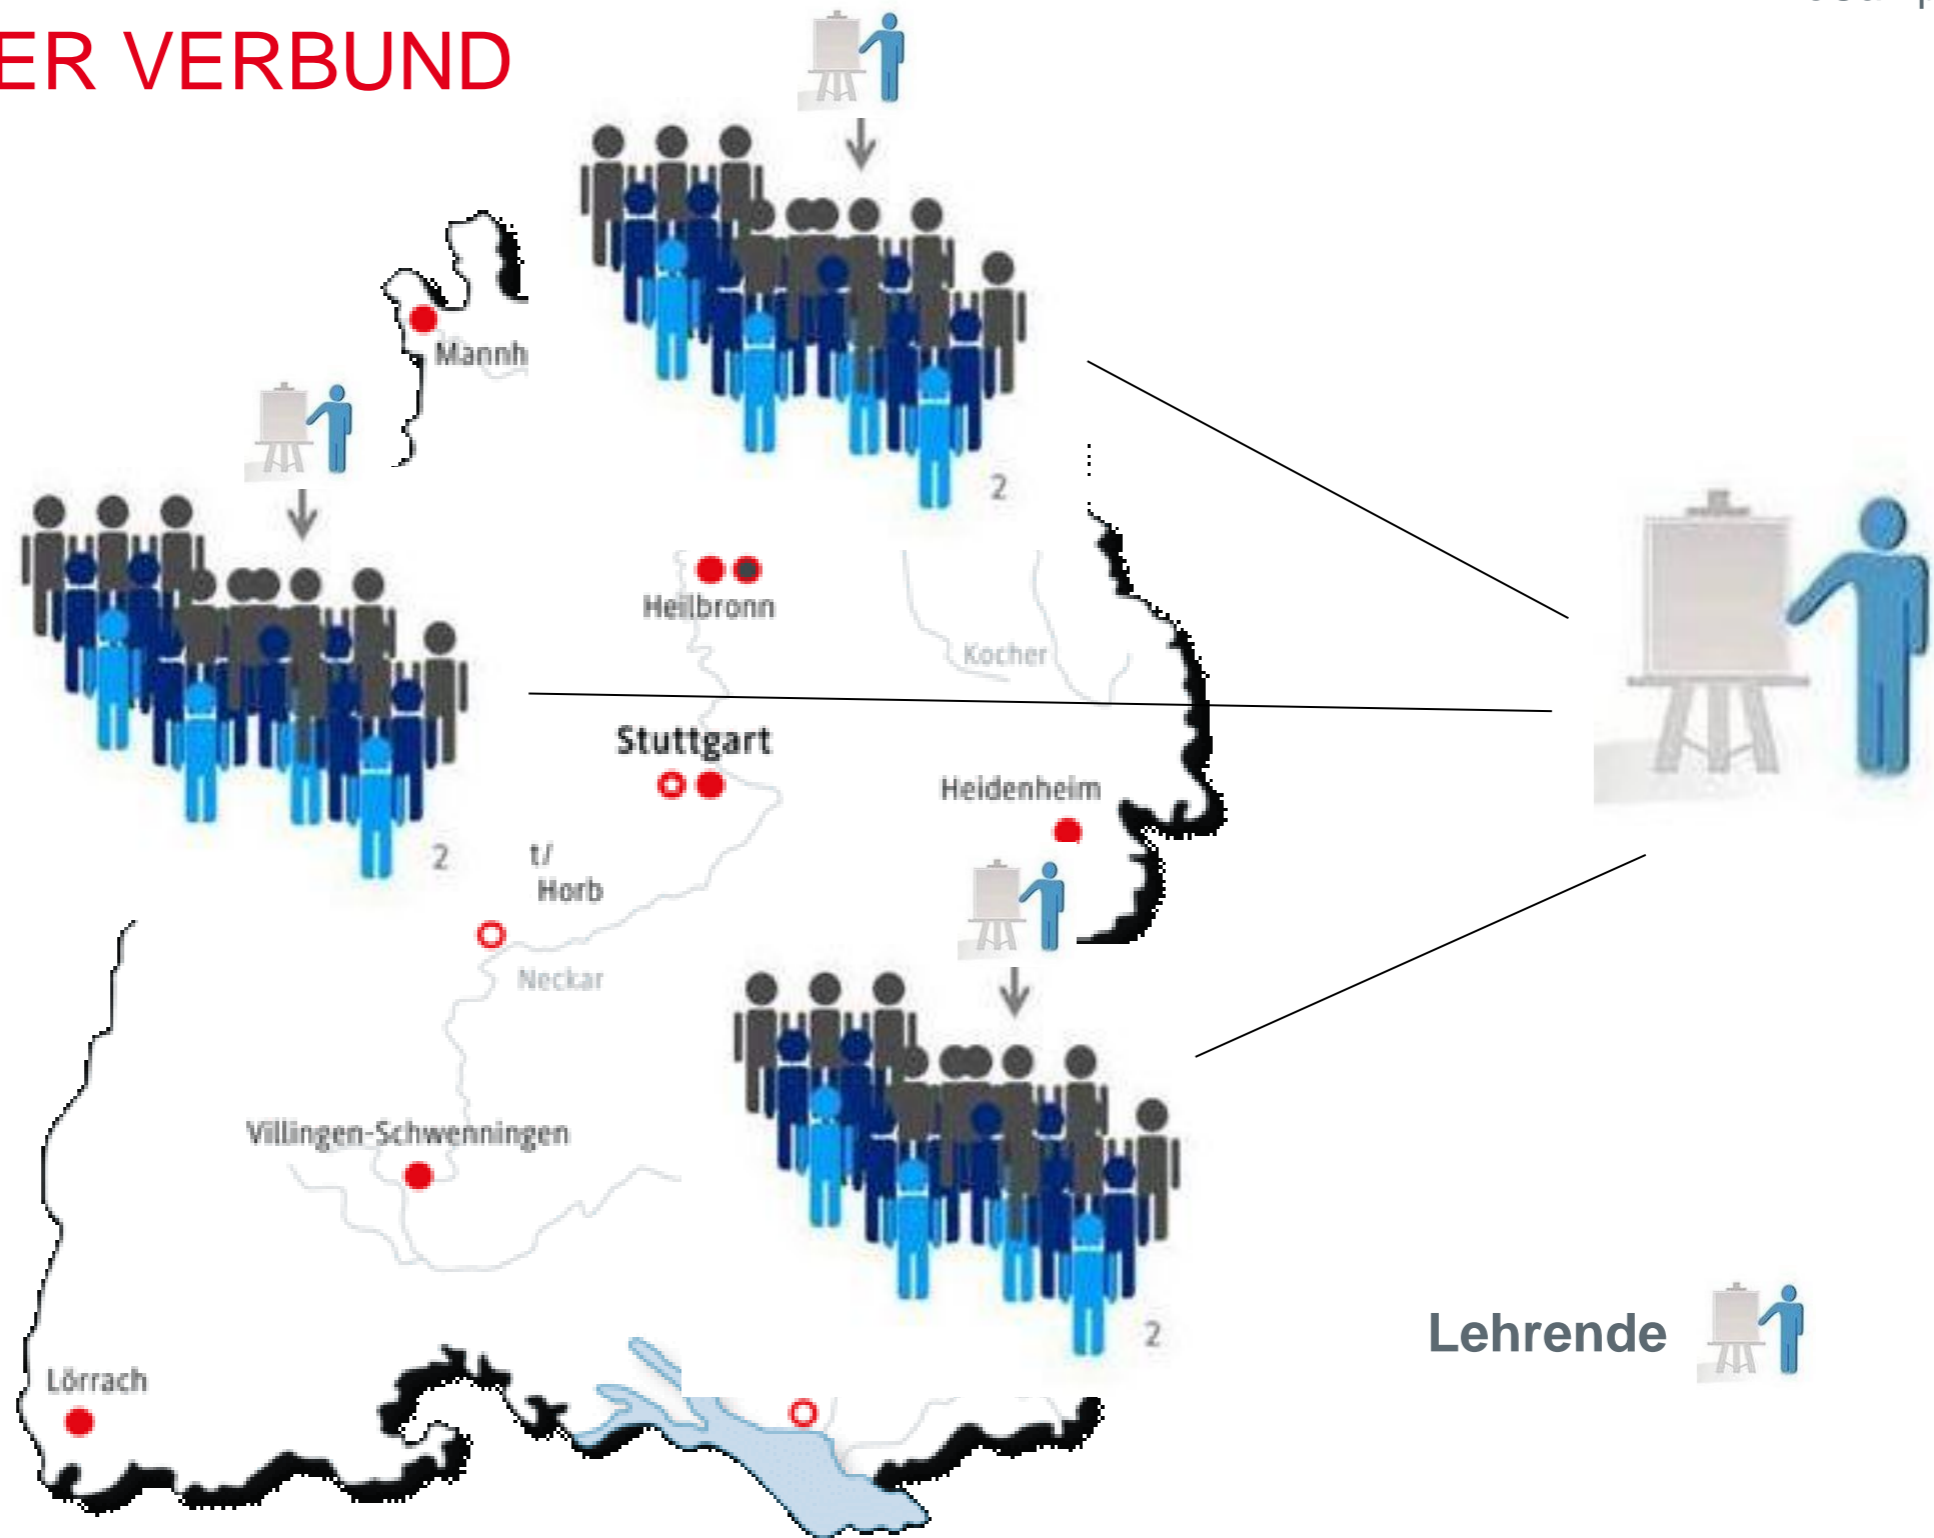 ER VERBUND
Mannh
2
Heilbronn
Kocher
2
Stuttgart
Heidenheim
t/
Horb
Neckar
Villingen-Schwenningen
2
Lehrende
Lörrach